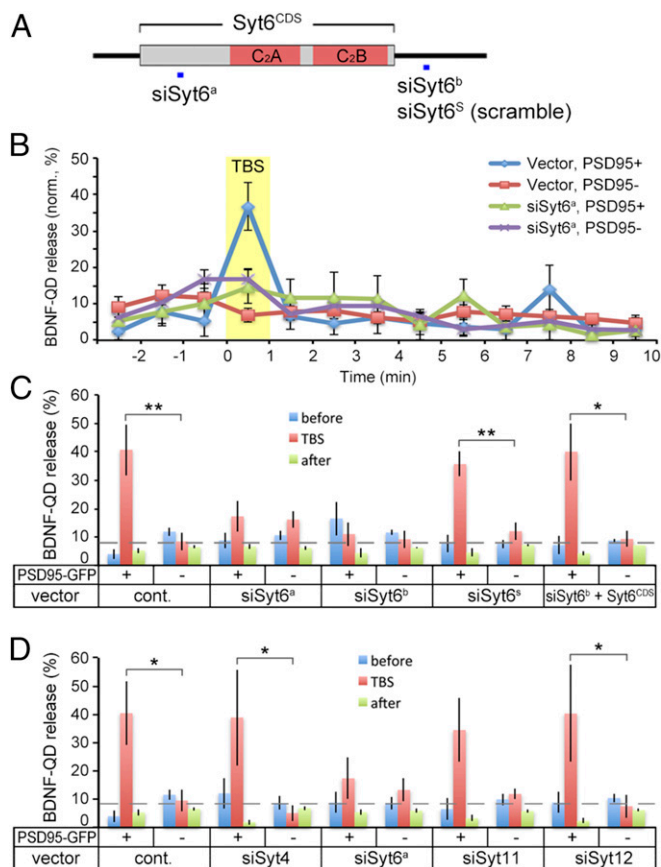 A
Syt6CDS
C2A C2B
siSyt6a
siSyt6b
siSyt6S (scramble)
B
BDNF-QD release (norm., %)
50
40
30
20
10
0
TBS
Vector, PSD95+
Vector, PSD95-
siSyt6a, PSD95+
siSyt6a, PSD95-
-2 -1 0 1 2 3 4 5 6 7 8 9
Time (min)
C
BDNF-QD release (%)
60
50
40
30
20
10
0
before
TBS
after
** ** *
PSD95-GFP + - + - + - + - + -
vector cont. siSyt6a siSyt6b siSyt6s siSyt6b + Syt6CDS
D
BDNF-QD release (%)
60
50
40
30
20
10
0
before
TBS
after
* * *
PSD95-GFP + - + - + - + - + -
vector cont. siSyt4 siSyt6a siSyt11 siSyt12